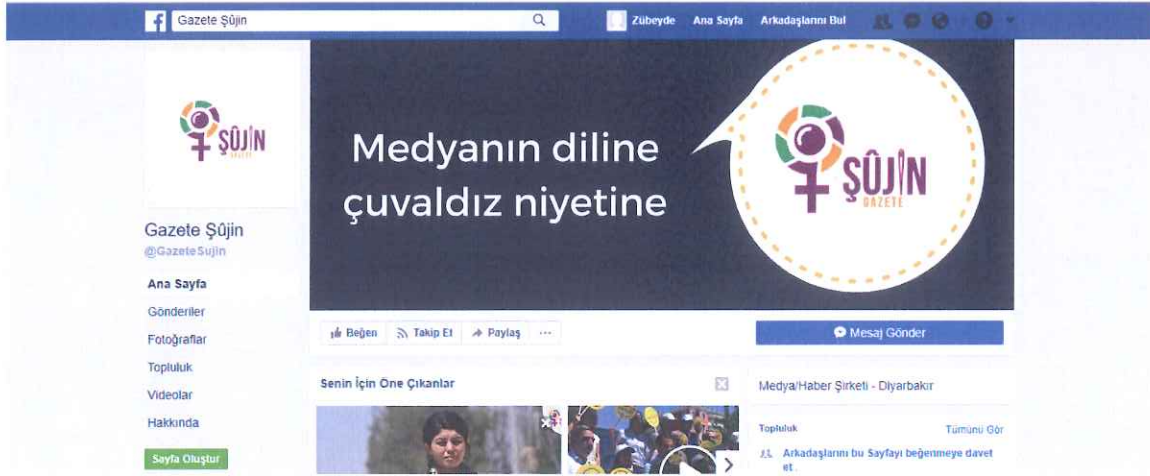 Gazete Şûjin
Zübeyde Ana Sayfa Arkadaşlarını Bul
ŞÛJIN
GAZETE
Medyanın diline
çuvaldız niyetine
ŞÛJIN
GAZETE
Gazete Şûjin
@GazeteSujin
Ana Sayfa
Gönderiler
Fotoğraflar
Topluluk
Videolar
Hakkında
Sayfa Oluştur
Beğen Takip Et Paylaş ...
Mesaj Gönder
Senin İçin Öne Çıkanlar
Medya/Haber Şirketi - Diyarbakır
Topluluk Tümünü Gör
Arkadaşlarını bu Sayfayı beğenmeye davet
et.